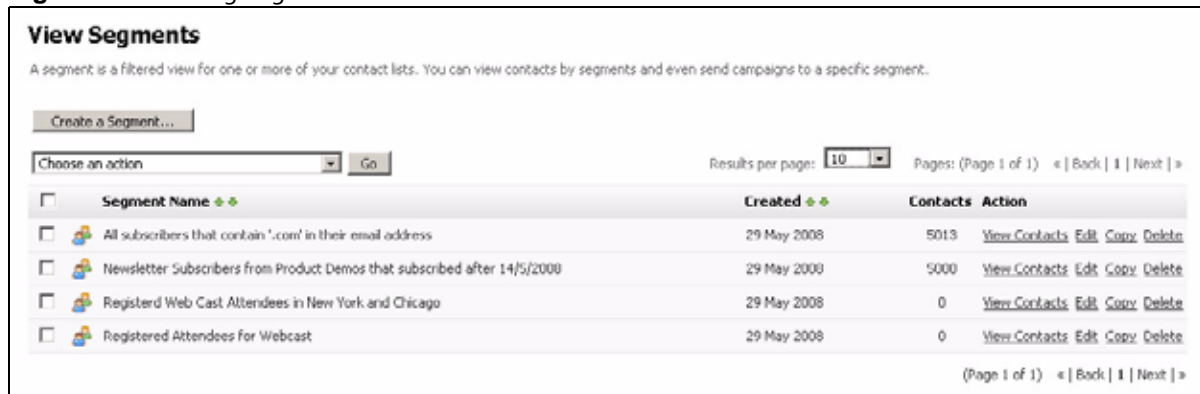 View Segments
A segment is a filtered view for one or more of your contact lists. You can view contacts by segments and even send campaigns to a specific segment.
Create a Segment...
Choose an action Go Results per page: 10 Pages: (Page 1 of 1) « | Back | 1 | Next | »
Segment Name Created Contacts Action
All subscribers that contain '.com' in their email address 29 May 2008 5013 View Contacts Edit Copy Delete
Newsletter Subscribers from Product Demos that subscribed after 14/5/2008 29 May 2008 5000 View Contacts Edit Copy Delete
Registerd Web Cast Attendees in New York and Chicago 29 May 2008 0 View Contacts Edit Copy Delete
Registered Attendees for Webcast 29 May 2008 0 View Contacts Edit Copy Delete
(Page 1 of 1) « | Back | 1 | Next | »